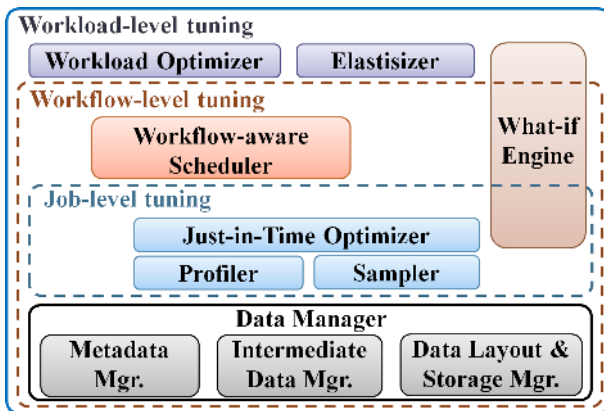 Workload-level tuning
Workload Optimizer
Elastisizer
What-if
Engine
Workflow-level tuning
Workflow-aware
Scheduler
Job-level tuning
Just-in-Time Optimizer
Profiler
Sampler
Data Manager
Metadata
Mgr.
Intermediate
Data Mgr.
Data Layout &
Storage Mgr.